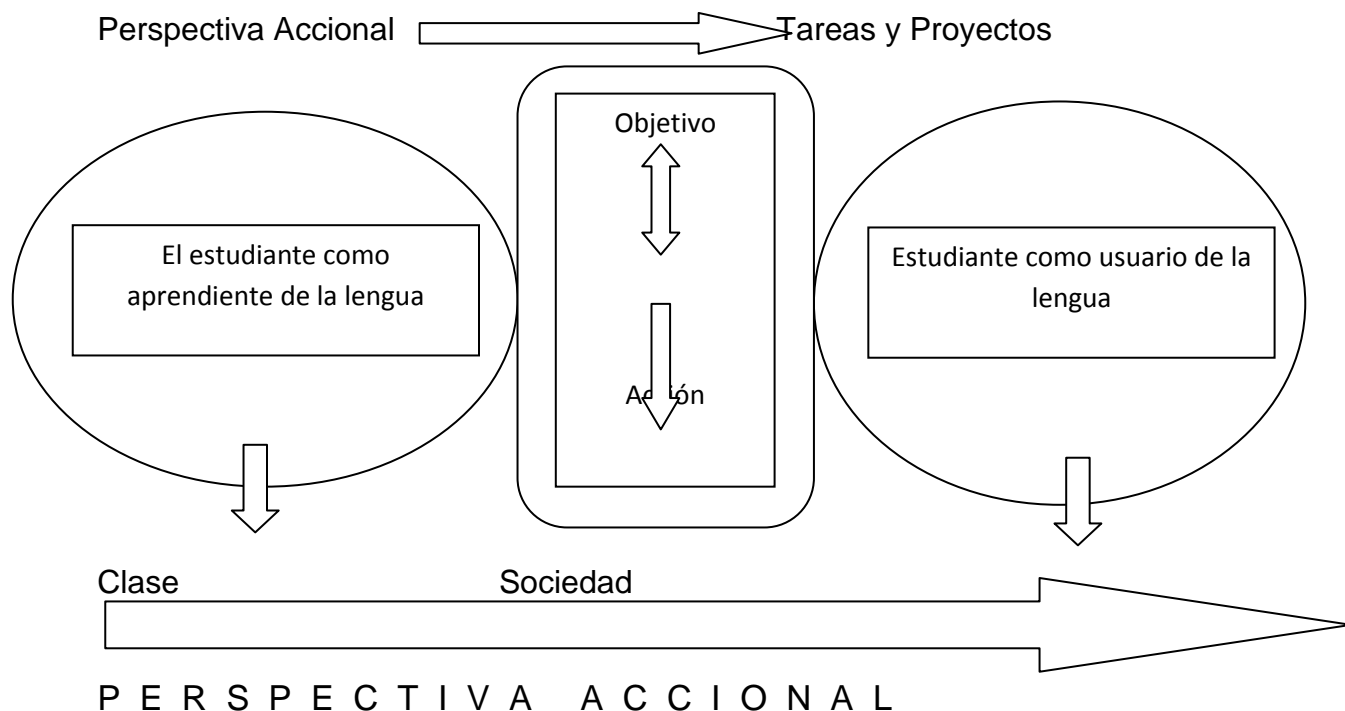 Perspectiva Accional Tareas y Proyectos
Objetivo
El estudiante como
aprendiente de la lengua
Estudiante como usuario de la
lengua
Acción
Clase Sociedad
P E R S P E C T I V A A C C I O N A L